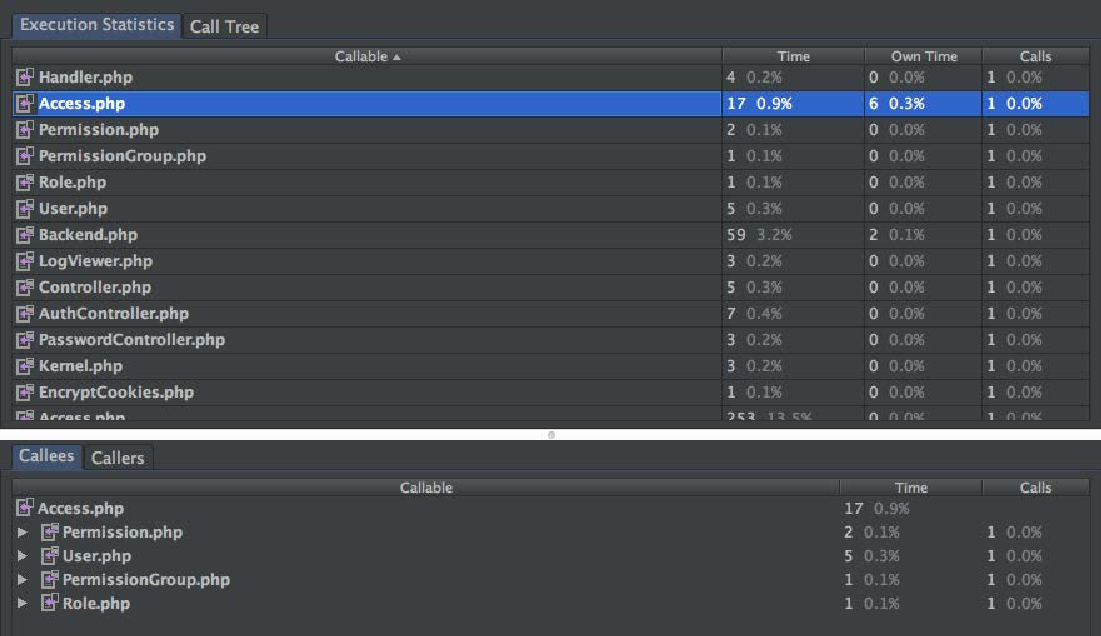 Execution Statistics Call Tree
Callable Time Own Time Calls
Handler.php 4 0.2% 0 0.0% 1 0.0%
Access.php 17 0.9% 6 0.3% 1 0.0%
Permission.php 2 0.1% 0 0.0% 1 0.0%
PermissionGroup.php 1 0.1% 0 0.0% 1 0.0%
Role.php 1 0.1% 0 0.0% 1 0.0%
User.php 5 0.3% 0 0.0% 1 0.0%
Backend.php 59 3.2% 2 0.1% 1 0.0%
LogViewer.php 3 0.2% 0 0.0% 1 0.0%
Controller.php 5 0.3% 0 0.0% 1 0.0%
AuthController.php 7 0.4% 0 0.0% 1 0.0%
PasswordController.php 3 0.2% 0 0.0% 1 0.0%
Kernel.php 3 0.2% 0 0.0% 1 0.0%
EncryptCookies.php 1 0.1% 0 0.0% 1 0.0%
Access.php 253 13.5% 0 0.0% 1 0.0%
Callees Callers
Callable Time Calls
Access.php 17 0.9%
Permission.php 2 0.1% 1 0.0%
User.php 5 0.3% 1 0.0%
PermissionGroup.php 1 0.1% 1 0.0%
Role.php 1 0.1% 1 0.0%